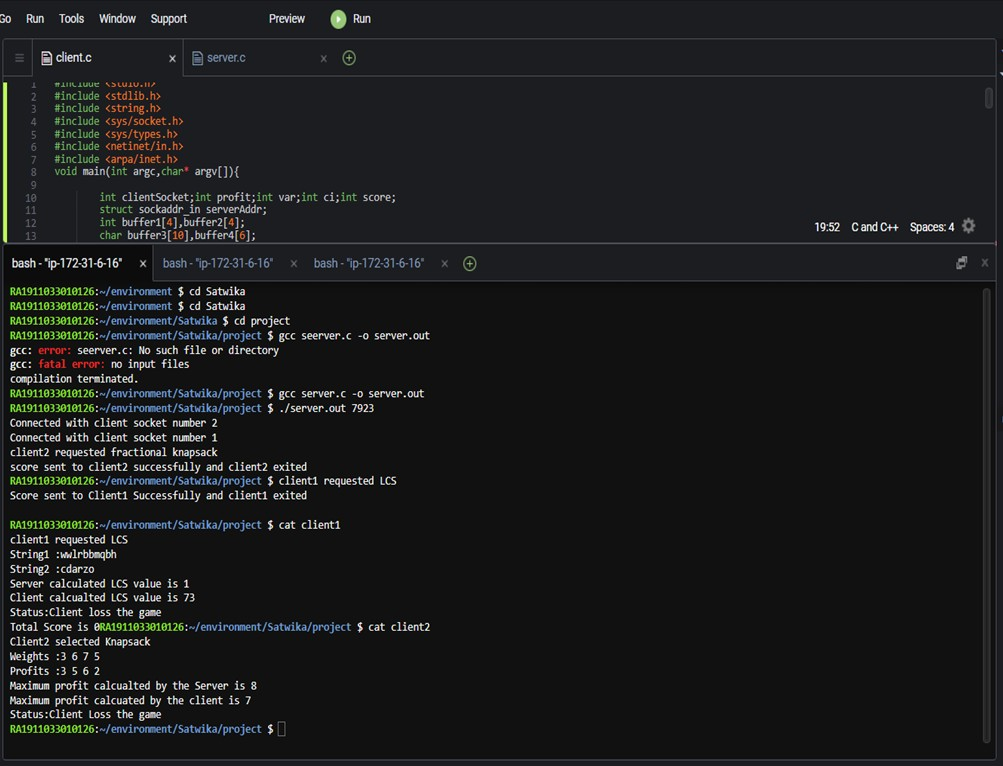 Go Run Tools Window Support Preview Run
client.c x server.c x
1 #include <stdio.h>
2 #include <stdlib.h>
3 #include <string.h>
4 #include <sys/socket.h>
5 #include <sys/types.h>
6 #include <netinet/in.h>
7 #include <arpa/inet.h>
8 void main(int argc,char* argv[]){
9
10 int clientSocket;int profit;int var;int ci;int score;
11 struct sockaddr_in serverAddr;
12 int buffer1[4],buffer2[4];
13 char buffer3[10],buffer4[6];
19:52 C and C++ Spaces: 4
bash - "ip-172-31-6-16" x bash - "ip-172-31-6-16" x bash - "ip-172-31-6-16" x x
RA1911033010126:~/environment $ cd Satwika
RA1911033010126:~/environment $ cd Satwika
RA1911033010126:~/environment/Satwika $ cd project
RA1911033010126:~/environment/Satwika/project $ gcc seerver.c -o server.out
gcc: error: seerver.c: No such file or directory
gcc: fatal error: no input files
compilation terminated.
RA1911033010126:~/environment/Satwika/project $ gcc server.c -o server.out
RA1911033010126:~/environment/Satwika/project $ ./server.out 7923
Connected with client socket number 2
Connected with client socket number 1
client2 requested fractional knapsack
score sent to client2 successfully and client2 exited
RA1911033010126:~/environment/Satwika/project $ client1 requested LCS
Score sent to Client1 Successfully and client1 exited
RA1911033010126:~/environment/Satwika/project $ cat client1
client1 requested LCS
String1 :wwlrbbmqbh
String2 :cdarzo
Server calculated LCS value is 1
Client calcualted LCS value is 73
Status:Client loss the game
Total Score is 0RA1911033010126:~/environment/Satwika/project $ cat client2
Client2 selected Knapsack
Weights :3 6 7 5
Profits :3 5 6 2
Maximum profit calcualted by the Server is 8
Maximum profit calcuated by the client is 7
Status:Client Loss the game
RA1911033010126:~/environment/Satwika/project $